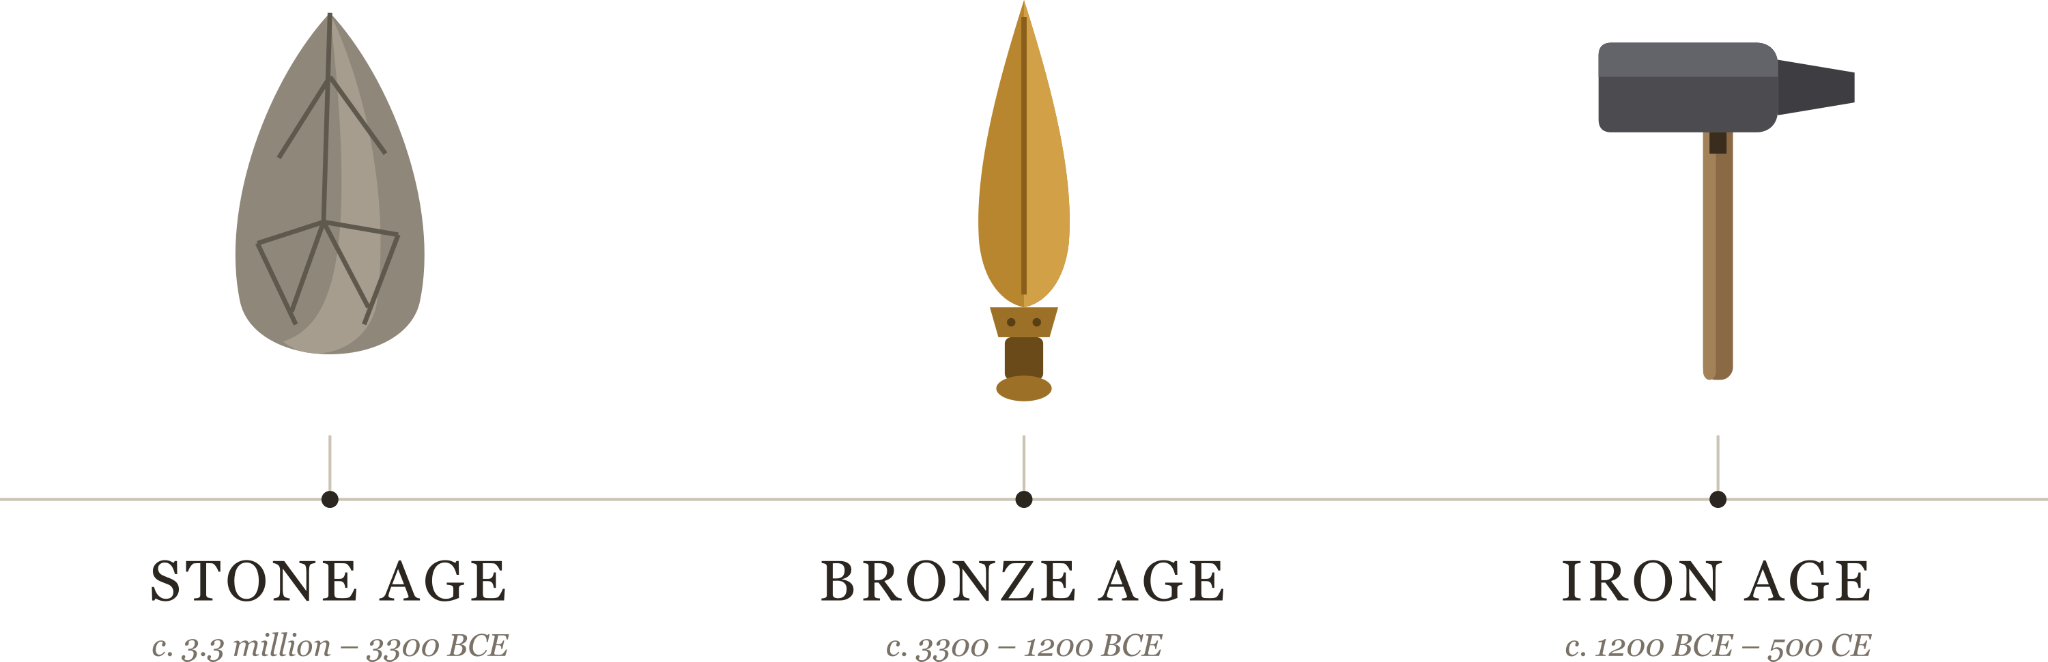 STONE AGE
c. 3.3 million – 3300 BCE
BRONZE AGE
c. 3300 – 1200 BCE
IRON AGE
c. 1200 BCE – 500 CE